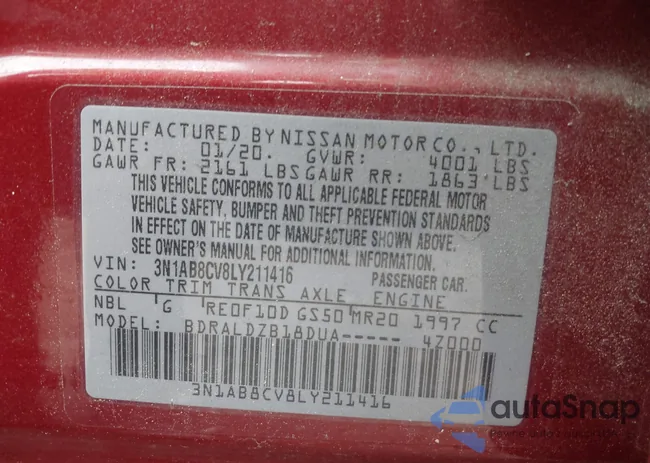 MANUFACTURED BY NISSAN MOTOR CO., LTD.
DATE: 01/20. GVWR: 4001 LBS
GAWR FR: 2161 LBS GAWR RR: 1863 LBS
THIS VEHICLE CONFORMS TO ALL APPLICABLE FEDERAL MOTOR
VEHICLE SAFETY, BUMPER AND THEFT PREVENTION STANDARDS
IN EFFECT ON THE DATE OF MANUFACTURE SHOWN ABOVE.
SEE OWNER'S MANUAL FOR ADDITIONAL INFORMATION.
VIN: 3N1AB8CV8LY211416 PASSENGER CAR.
COLOR TRIM TRANS AXLE ENGINE
NBL G RE0F10D GS50 MR20 1997 CC
MODEL: BDRALDZB18DUA----- 4Z000
3N1AB8CV8LY211416
autoSnap